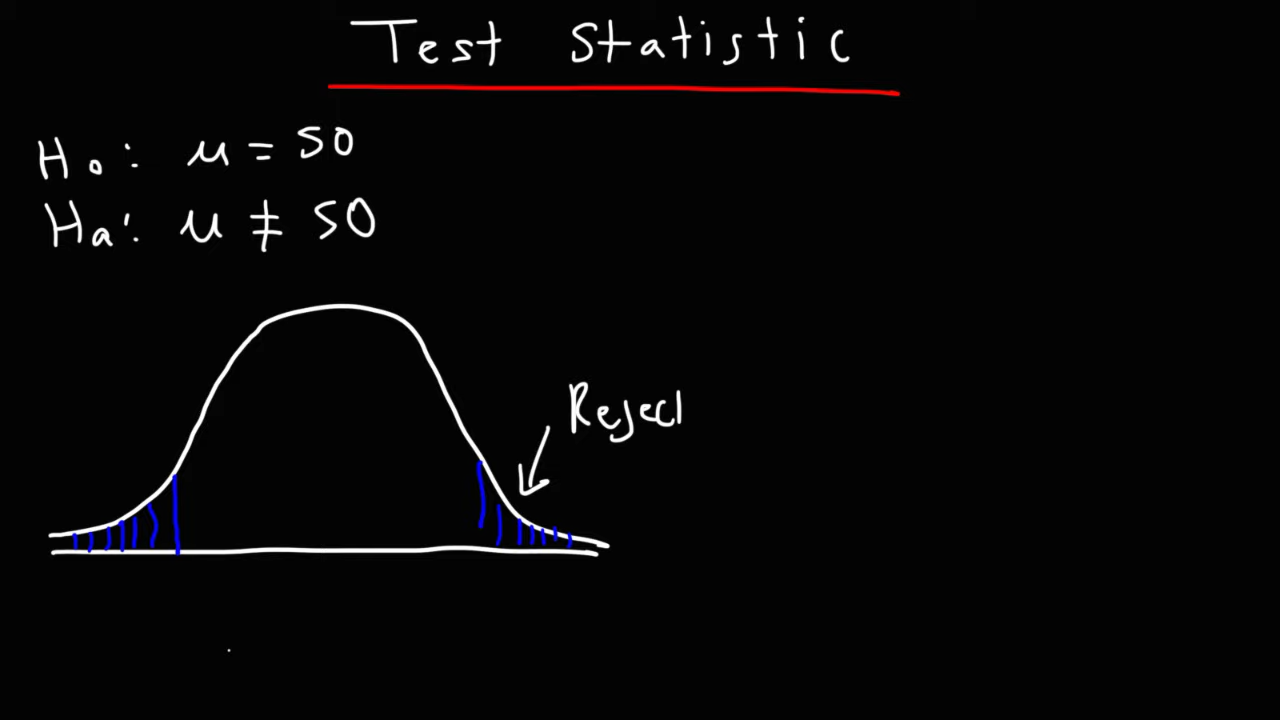 Test Statistic
Ho: μ = 50
Ha: μ ≠ 50
Reject